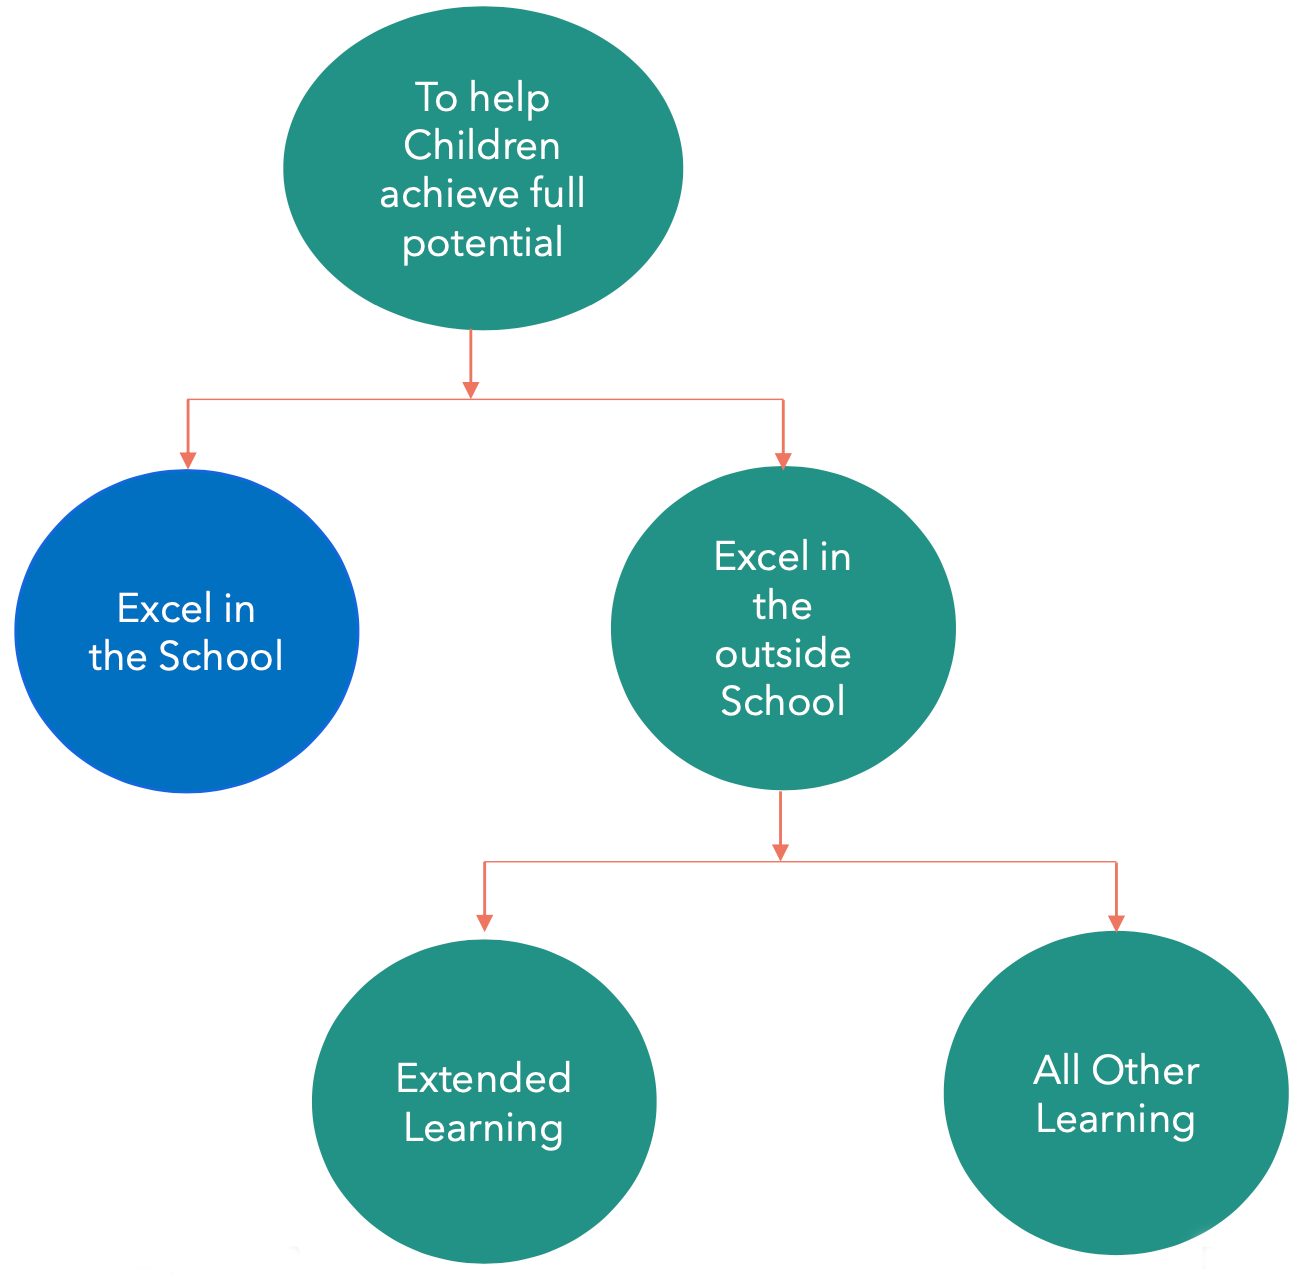 To help
Children
achieve full
potential
Excel in
the School
Excel in
the
outside
School
Extended
Learning
All Other
Learning